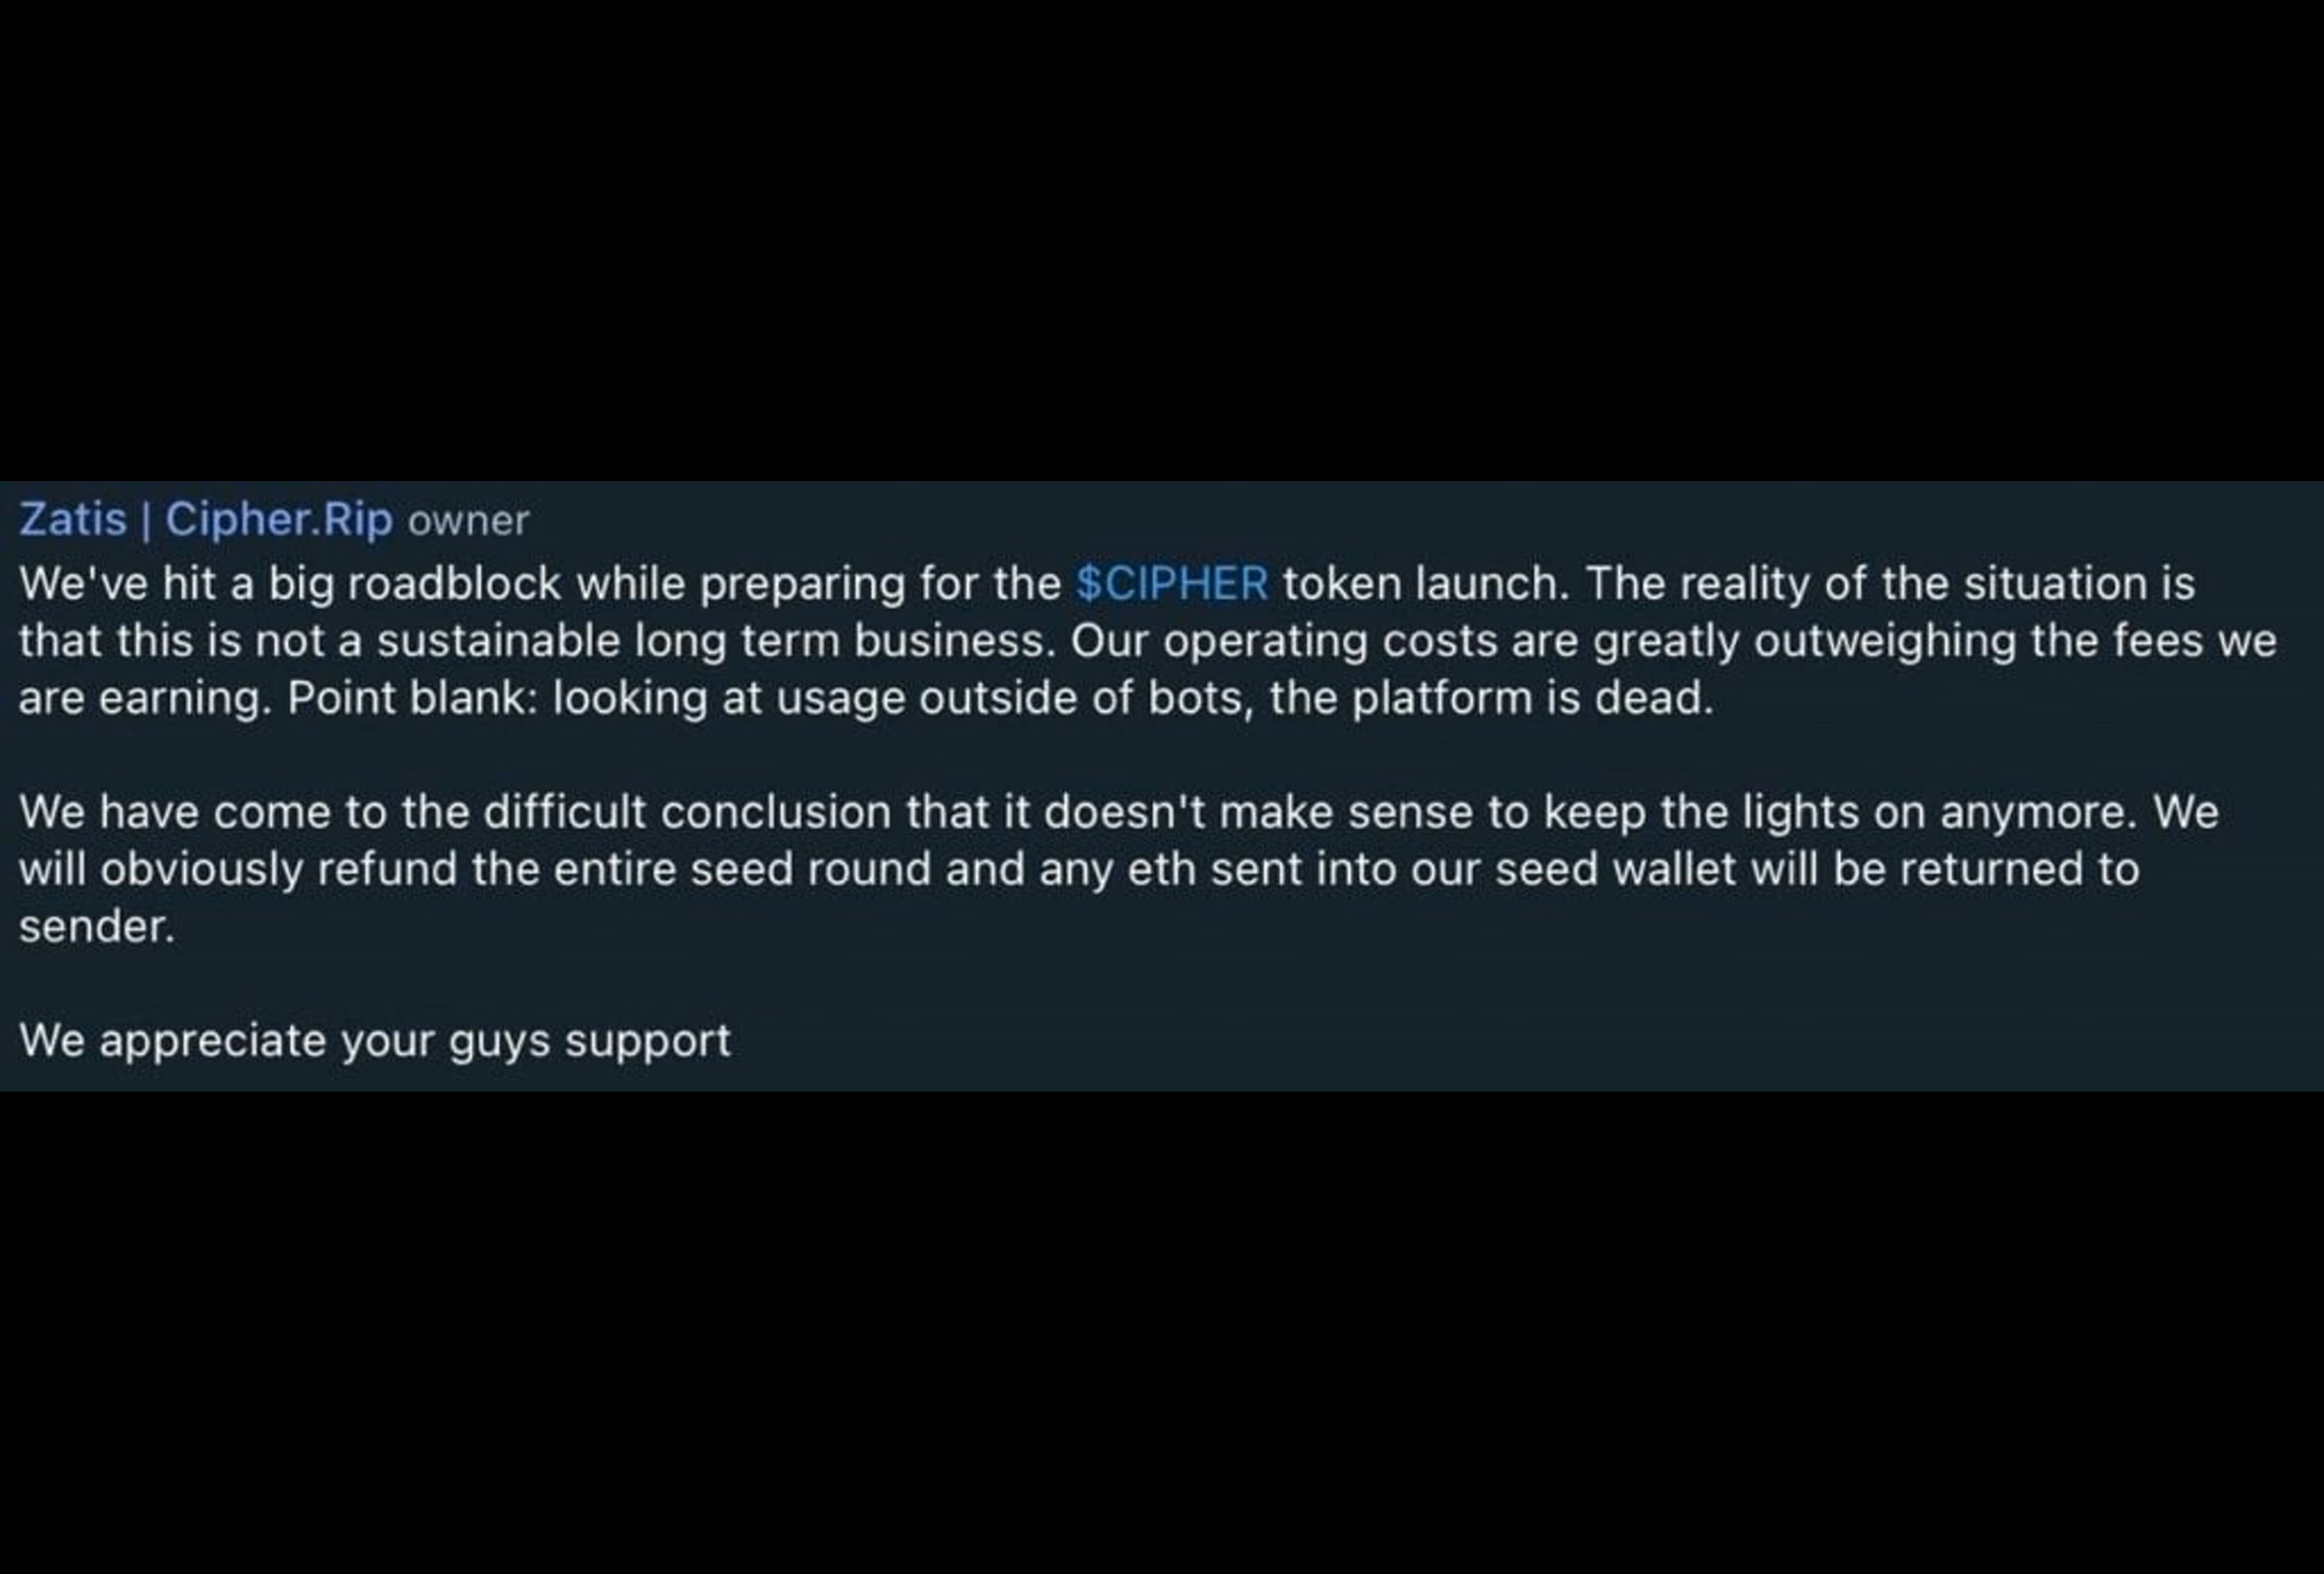 Zatis | Cipher.Rip owner
We've hit a big roadblock while preparing for the $CIPHER token launch. The reality of the situation is
that this is not a sustainable long term business. Our operating costs are greatly outweighing the fees we
are earning. Point blank: looking at usage outside of bots, the platform is dead.
We have come to the difficult conclusion that it doesn't make sense to keep the lights on anymore. We
will obviously refund the entire seed round and any eth sent into our seed wallet will be returned to
sender.
We appreciate your guys support